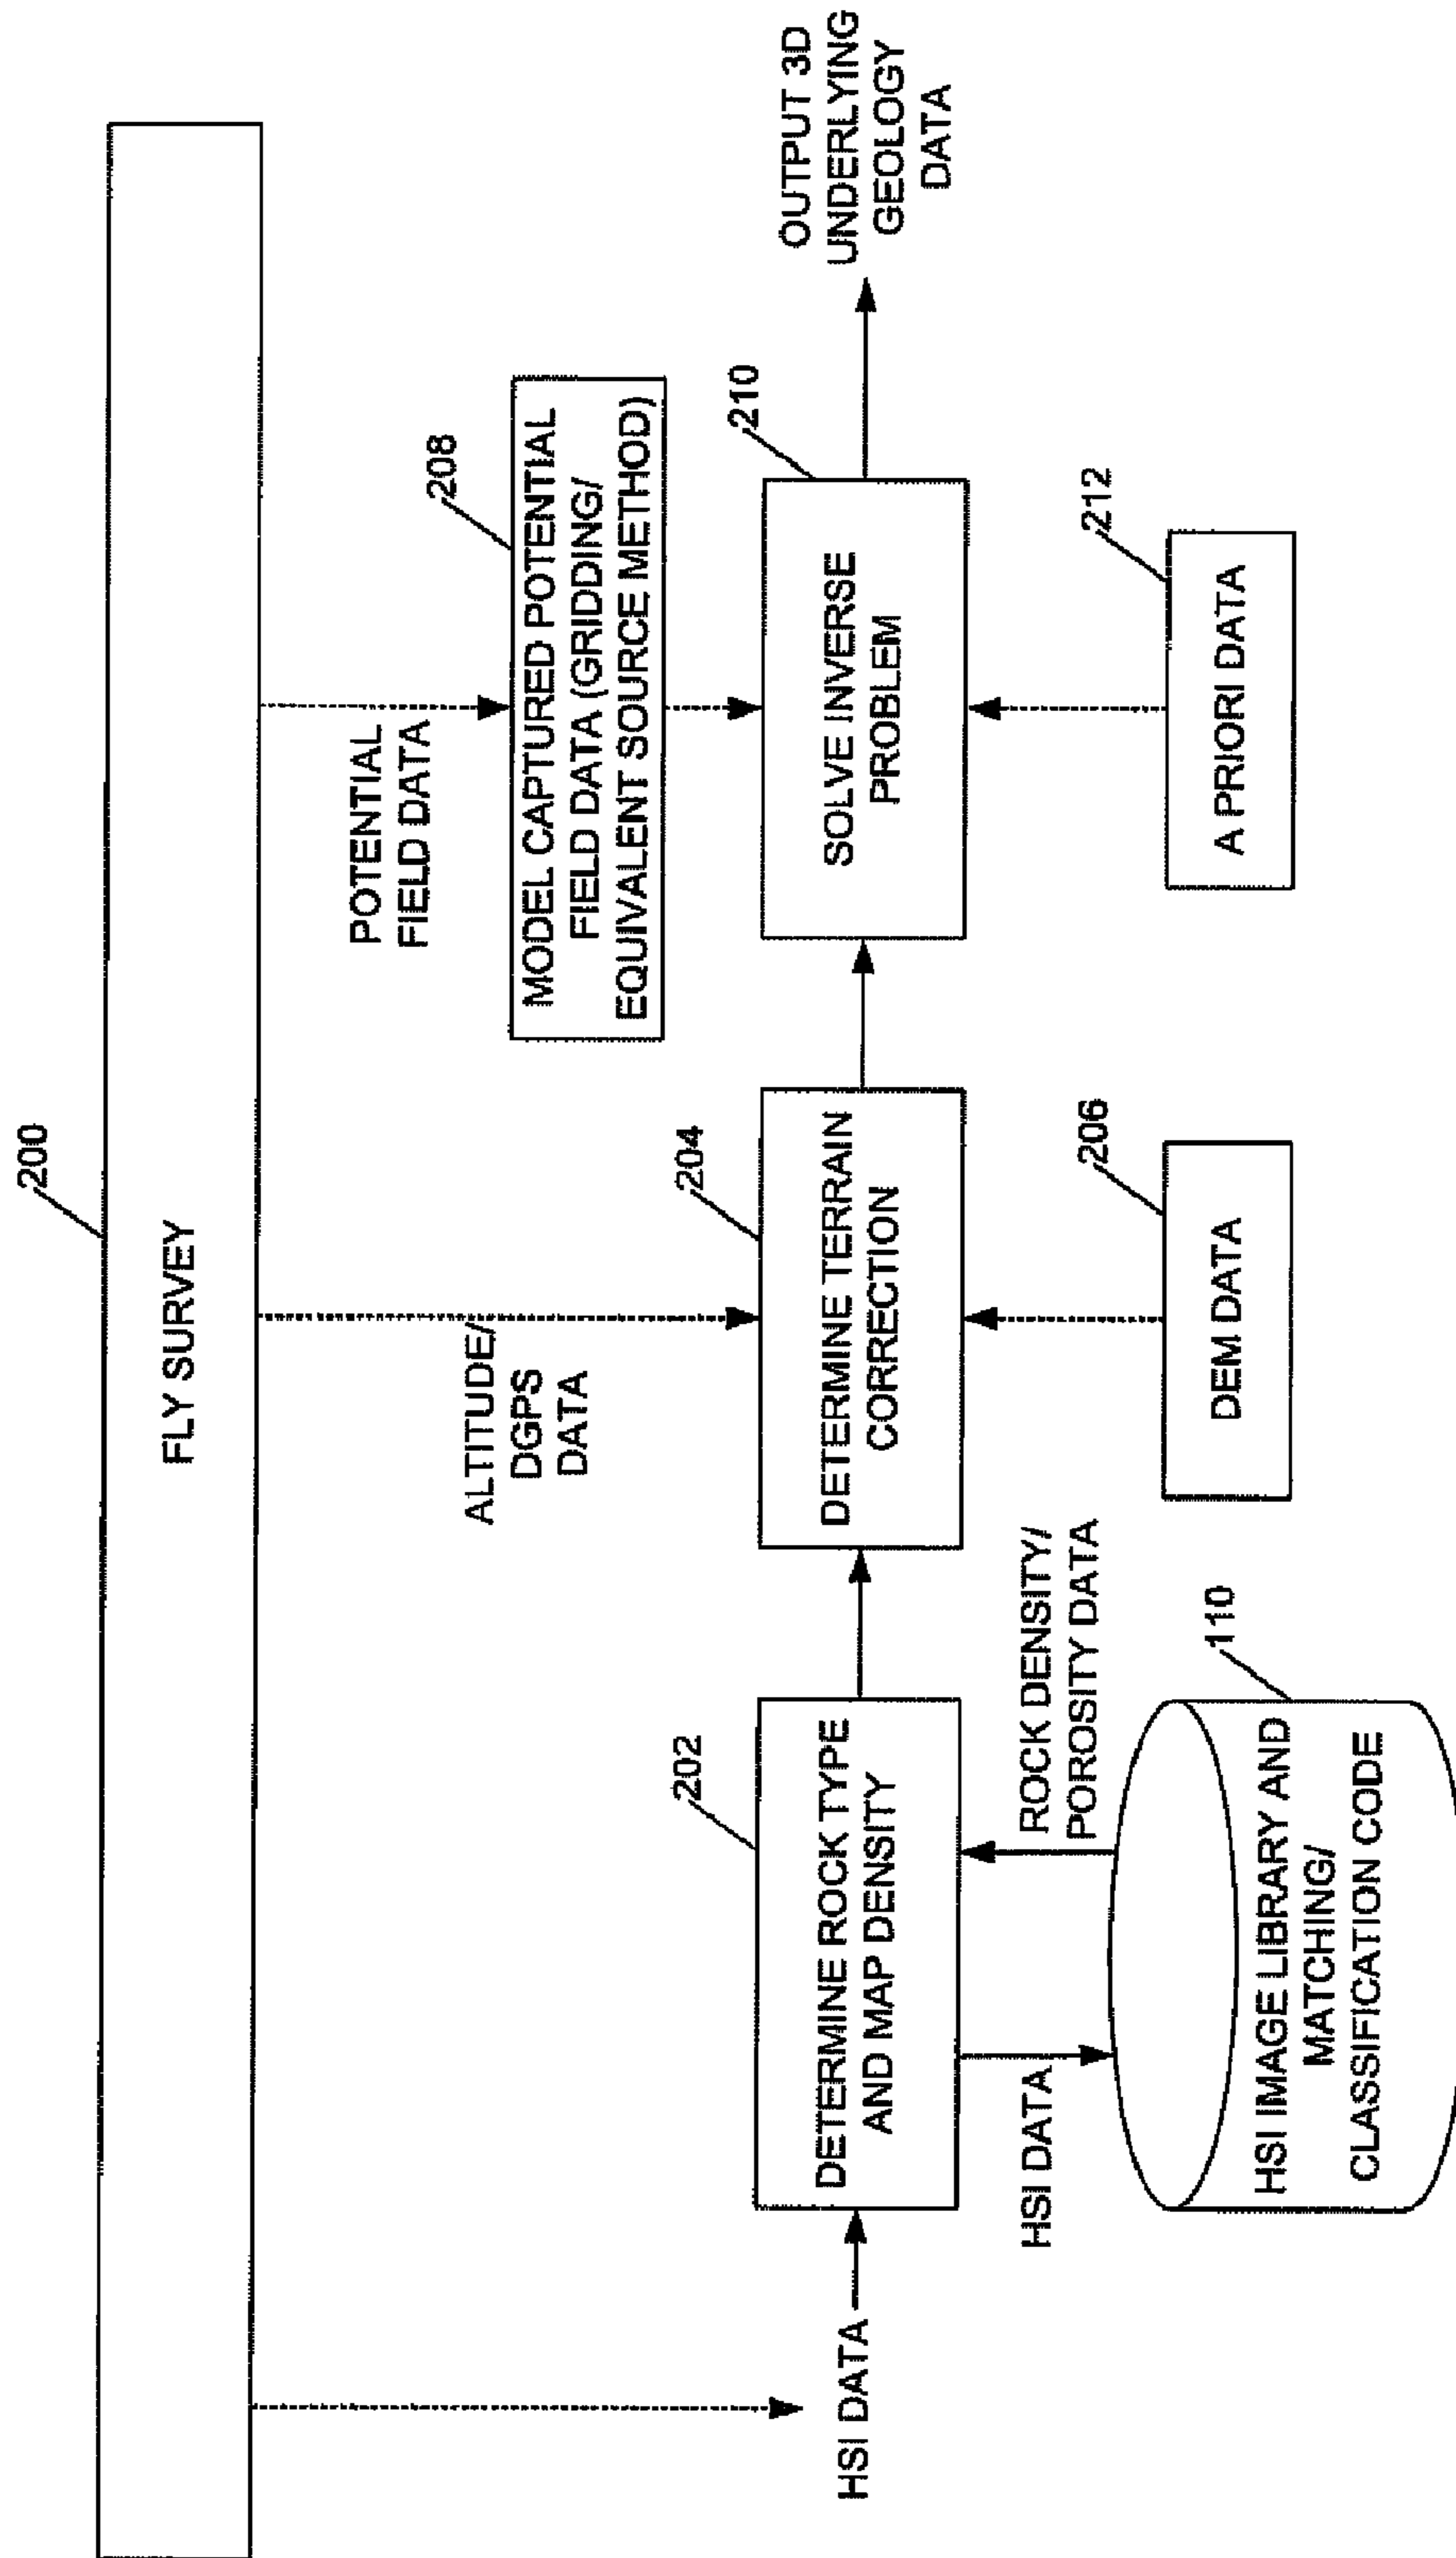 200
FLY SURVEY
POTENTIAL
FIELD DATA
ALTITUDE/
DGPS
DATA
208
MODEL CAPTURED POTENTIAL
FIELD DATA (GRIDDING/
EQUIVALENT SOURCE METHOD)
202
DETERMINE ROCK TYPE
AND MAP DENSITY
204
DETERMINE TERRAIN
CORRECTION
210
SOLVE INVERSE
PROBLEM
OUTPUT 3D
UNDERLYING
GEOLOGY
DATA
HSI DATA
HSI DATA
ROCK DENSITY/
POROSITY DATA
110
HSI IMAGE LIBRARY AND
MATCHING/
CLASSIFICATION CODE
206
DEM DATA
212
A PRIORI DATA